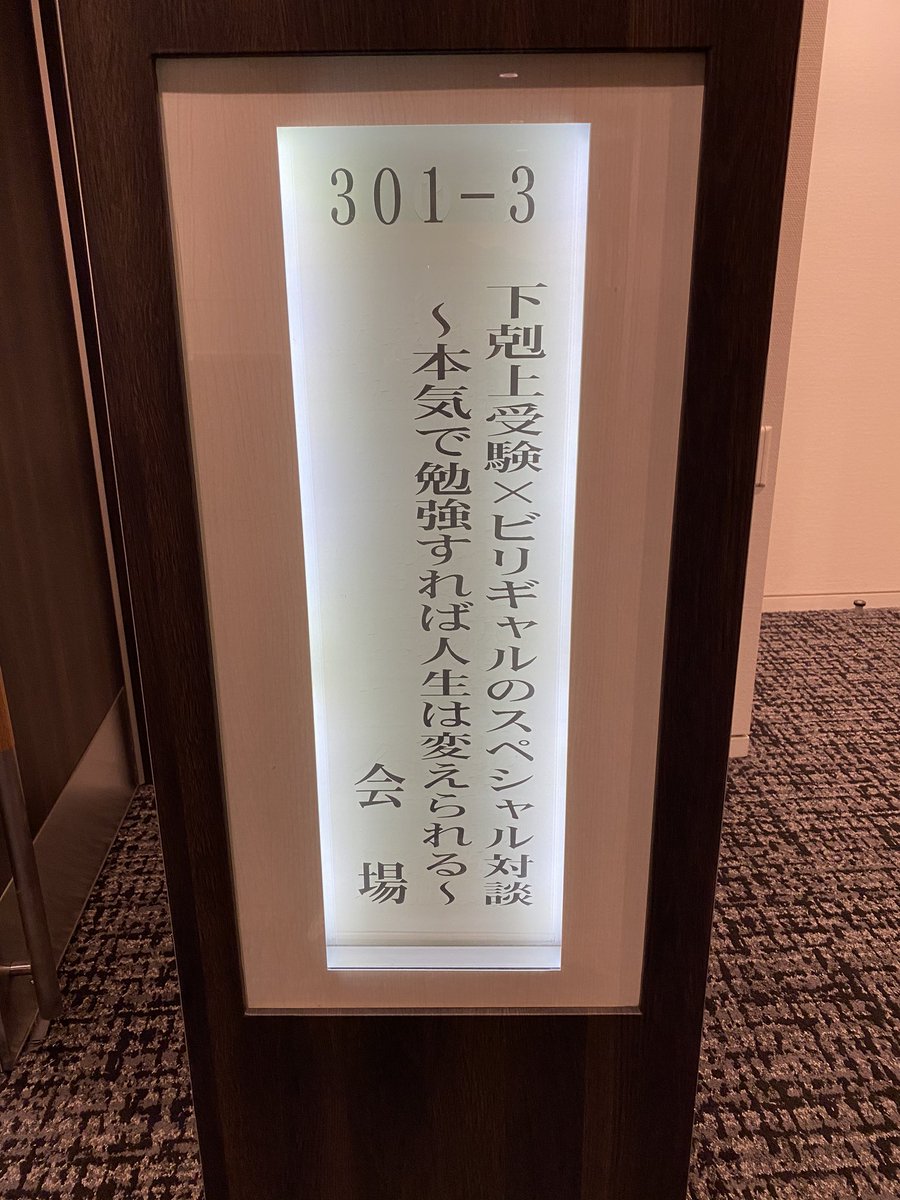 301-3
下剋上受験×ビリギャルのスペシャル対談
～本気で勉強すれば人生は変えられる～
会場